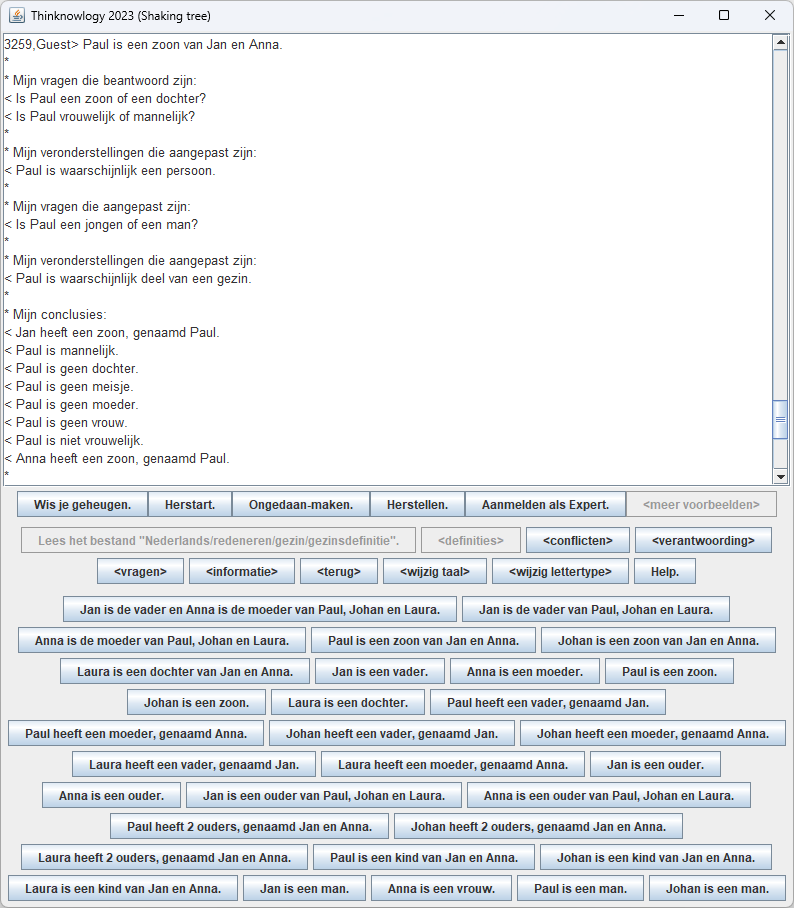 Thinknowlogy 2023 (Shaking tree)
3259,Guest> Paul is een zoon van Jan en Anna.
*
* Mijn vragen die beantwoord zijn:
< Is Paul een zoon of een dochter?
< Is Paul vrouwelijk of mannelijk?
*
* Mijn veronderstellingen die aangepast zijn:
< Paul is waarschijnlijk een persoon.
*
* Mijn vragen die aangepast zijn:
< Is Paul een jongen of een man?
*
* Mijn veronderstellingen die aangepast zijn:
< Paul is waarschijnlijk deel van een gezin.
*
* Mijn conclusies:
< Jan heeft een zoon, genaamd Paul.
< Paul is mannelijk.
< Paul is geen dochter.
< Paul is geen meisje.
< Paul is geen moeder.
< Paul is geen vrouw.
< Paul is niet vrouwelijk.
< Anna heeft een zoon, genaamd Paul.
*
Wis je geheugen. Herstart. Ongedaan-maken. Herstellen. Aanmelden als Expert. <meer voorbeelden>
Lees het bestand "Nederlands/redeneren/gezin/gezinsdefinitie". <definities> <conflicten> <verantwoording>
<vragen> <informatie> <terug> <wijzig taal> <wijzig lettertype> Help.
Jan is de vader en Anna is de moeder van Paul, Johan en Laura. Jan is de vader van Paul, Johan en Laura.
Anna is de moeder van Paul, Johan en Laura. Paul is een zoon van Jan en Anna. Johan is een zoon van Jan en Anna.
Laura is een dochter van Jan en Anna. Jan is een vader. Anna is een moeder. Paul is een zoon.
Johan is een zoon. Laura is een dochter. Paul heeft een vader, genaamd Jan.
Paul heeft een moeder, genaamd Anna. Johan heeft een vader, genaamd Jan. Johan heeft een moeder, genaamd Anna.
Laura heeft een vader, genaamd Jan. Laura heeft een moeder, genaamd Anna. Jan is een ouder.
Anna is een ouder. Jan is een ouder van Paul, Johan en Laura. Anna is een ouder van Paul, Johan en Laura.
Paul heeft 2 ouders, genaamd Jan en Anna. Johan heeft 2 ouders, genaamd Jan en Anna.
Laura heeft 2 ouders, genaamd Jan en Anna. Paul is een kind van Jan en Anna. Johan is een kind van Jan en Anna.
Laura is een kind van Jan en Anna. Jan is een man. Anna is een vrouw. Paul is een man. Johan is een man.